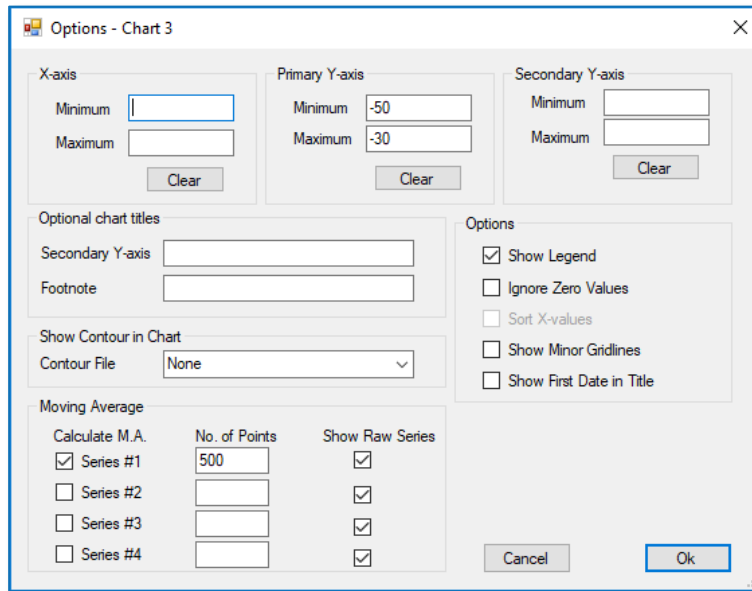 Options - Chart 3
X-axis
Minimum
Maximum
Clear
Primary Y-axis
Minimum -50
Maximum -30
Clear
Secondary Y-axis
Minimum
Maximum
Clear
Optional chart titles
Secondary Y-axis
Footnote
Options
Show Legend
Ignore Zero Values
Sort X-values
Show Minor Gridlines
Show First Date in Title
Show Contour in Chart
Contour File None
Moving Average
Calculate M.A. No. of Points Show Raw Series
Series #1 500
Series #2
Series #3
Series #4
Cancel Ok